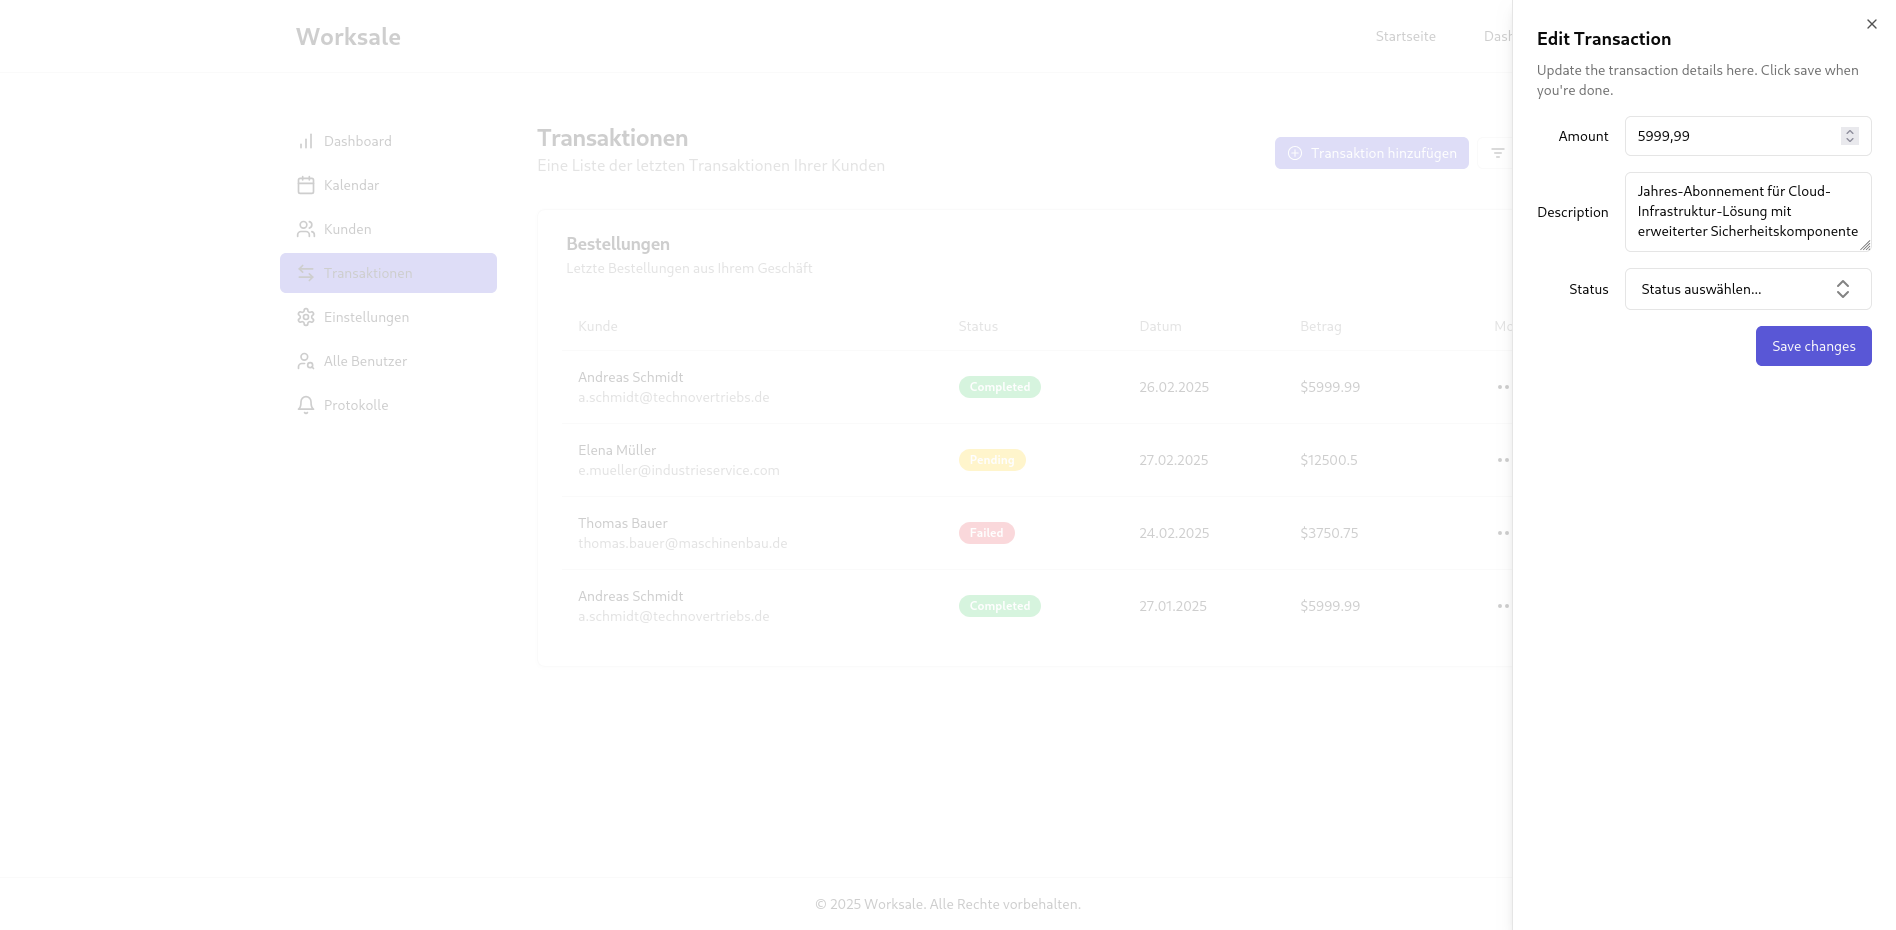 Worksale
Startseite
Transaktionen
Eine Liste der letzten Transaktionen Ihrer Kunden
Transaktion hinzufügen
Dashboard
Kalendar
Kunden
Transaktionen
Einstellungen
Alle Benutzer
Protokolle
Bestellungen
Letzte Bestellungen aus Ihrem Geschäft
Kunde Status Datum Betrag
Andreas Schmidt
a.schmidt@technovertriebs.de
Completed 26.02.2025 $5999.99
Elena Müller
e.mueller@industrieservice.com
Pending 27.02.2025 $12500.5
Thomas Bauer
thomas.bauer@maschinenbau.de
Failed 24.02.2025 $3750.75
Andreas Schmidt
a.schmidt@technovertriebs.de
Completed 27.01.2025 $5999.99
© 2025 Worksale. Alle Rechte vorbehalten.
Edit Transaction
Update the transaction details here. Click save when
you're done.
Amount 5999,99
Description
Jahres-Abonnement für Cloud-
Infrastruktur-Lösung mit
erweiterter Sicherheitskomponente
Status Status auswählen...
Save changes